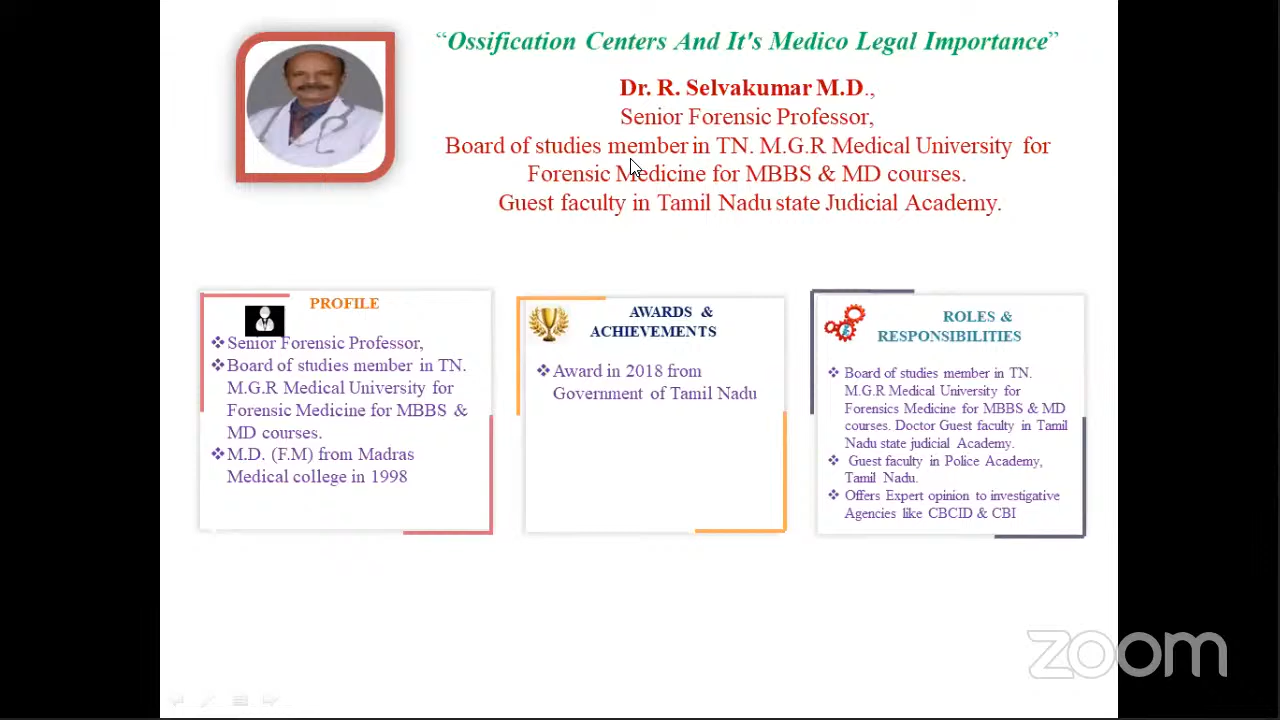 “Ossification Centers And It's Medico Legal Importance”
Dr. R. Selvakumar M.D.,
Senior Forensic Professor,
Board of studies member in TN. M.G.R Medical University for
Forensic Medicine for MBBS & MD courses.
Guest faculty in Tamil Nadu state Judicial Academy.
PROFILE
❖Senior Forensic Professor,
❖Board of studies member in TN.
M.G.R Medical University for
Forensic Medicine for MBBS &
MD courses.
❖M.D. (F.M) from Madras
Medical college in 1998
AWARDS &
ACHIEVEMENTS
❖Award in 2018 from
Government of Tamil Nadu
ROLES &
RESPONSIBILITIES
❖ Board of studies member in TN.
M.G.R Medical University for
Forensics Medicine for MBBS & MD
courses. Doctor Guest faculty in Tamil
Nadu state judicial Academy.
❖ Guest faculty in Police Academy,
Tamil Nadu.
❖ Offers Expert opinion to investigative
Agencies like CBCID & CBI
zoom